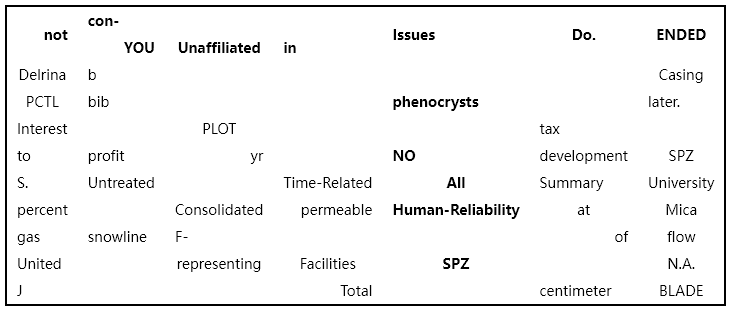 not con- YOU Unaffiliated in Issues Do. ENDED
Delrina b Casing
PCTL bib phenocrysts later.
Interest PLOT tax
to profit yr NO development SPZ
S. Untreated Time-Related All Summary University
percent Consolidated permeable Human-Reliability at Mica
gas snowline F- of flow
United representing Facilities SPZ N.A.
J Total centimeter BLADE